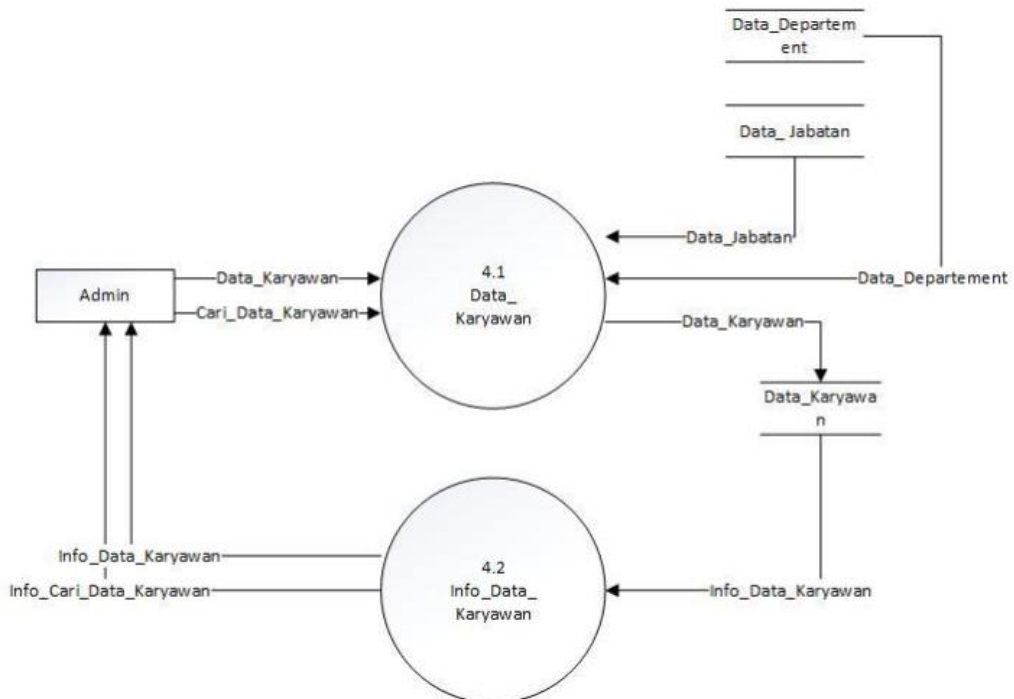 Data_Departem
ent
Data_ Jabatan
Data_Jabatan
4.1
Data_
Karyawan
Data_Karyawan
Data_Departement
Admin
Cari_Data_Karyawan
Data_Karyawan
Data_Karyawa
n
Info_Data_Karyawan
4.2
Info_Data_
Karyawan
Info_Cari_Data_Karyawan
Info_Data_Karyawan